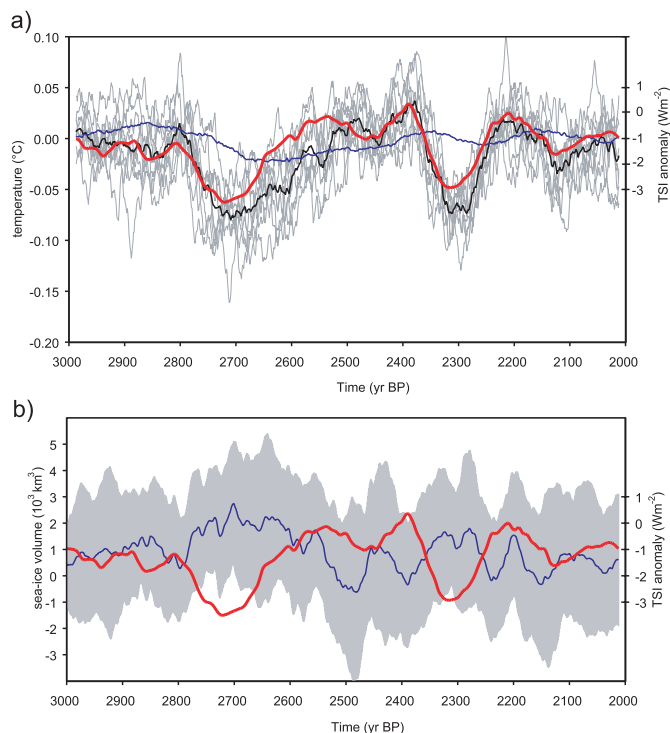 a)
0.10
0.05
0.00
-0.05
-0.10
-0.15
-0.20
temperature (°C)
1
0
-1
-2
-3
TSI anomaly (Wm-2)
3000 2900 2800 2700 2600 2500 2400 2300 2200 2100 2000
Time (yr BP)
b)
5
4
3
2
1
0
-1
-2
-3
sea-ice volume (10³ km³)
1
0
-1
-2
-3
TSI anomaly (Wm-2)
3000 2900 2800 2700 2600 2500 2400 2300 2200 2100 2000
Time (yr BP)